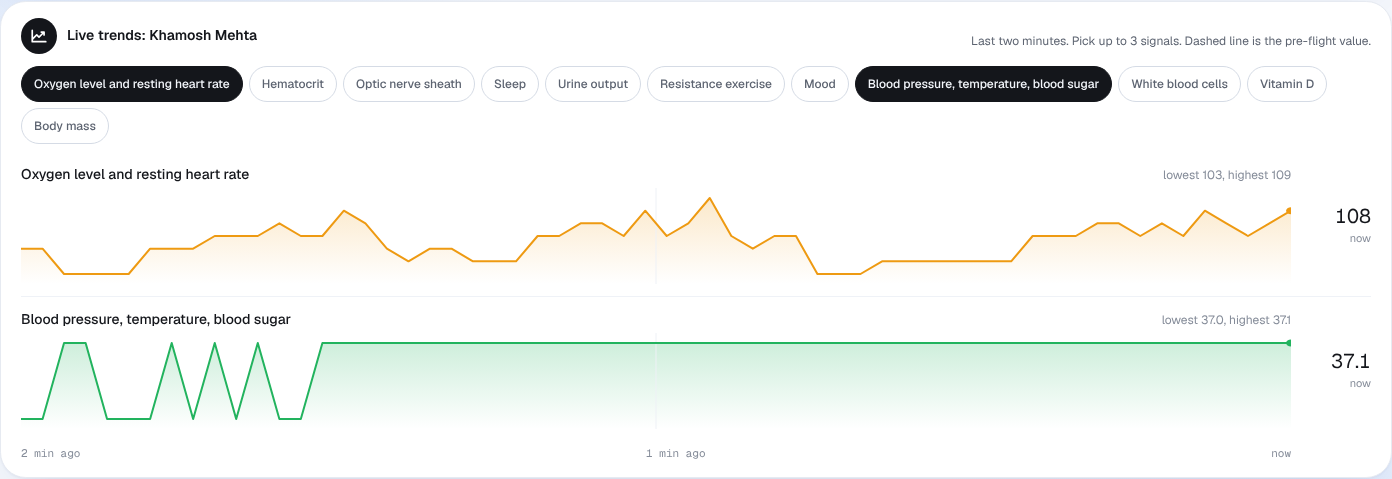 Live trends: Khamosh Mehta
Last two minutes. Pick up to 3 signals. Dashed line is the pre-flight value.
Oxygen level and resting heart rate
Hematocrit
Optic nerve sheath
Sleep
Urine output
Resistance exercise
Mood
Blood pressure, temperature, blood sugar
White blood cells
Vitamin D
Body mass
Oxygen level and resting heart rate
lowest 103, highest 109
108
now
Blood pressure, temperature, blood sugar
lowest 37.0, highest 37.1
37.1
now
2 min ago
1 min ago
now